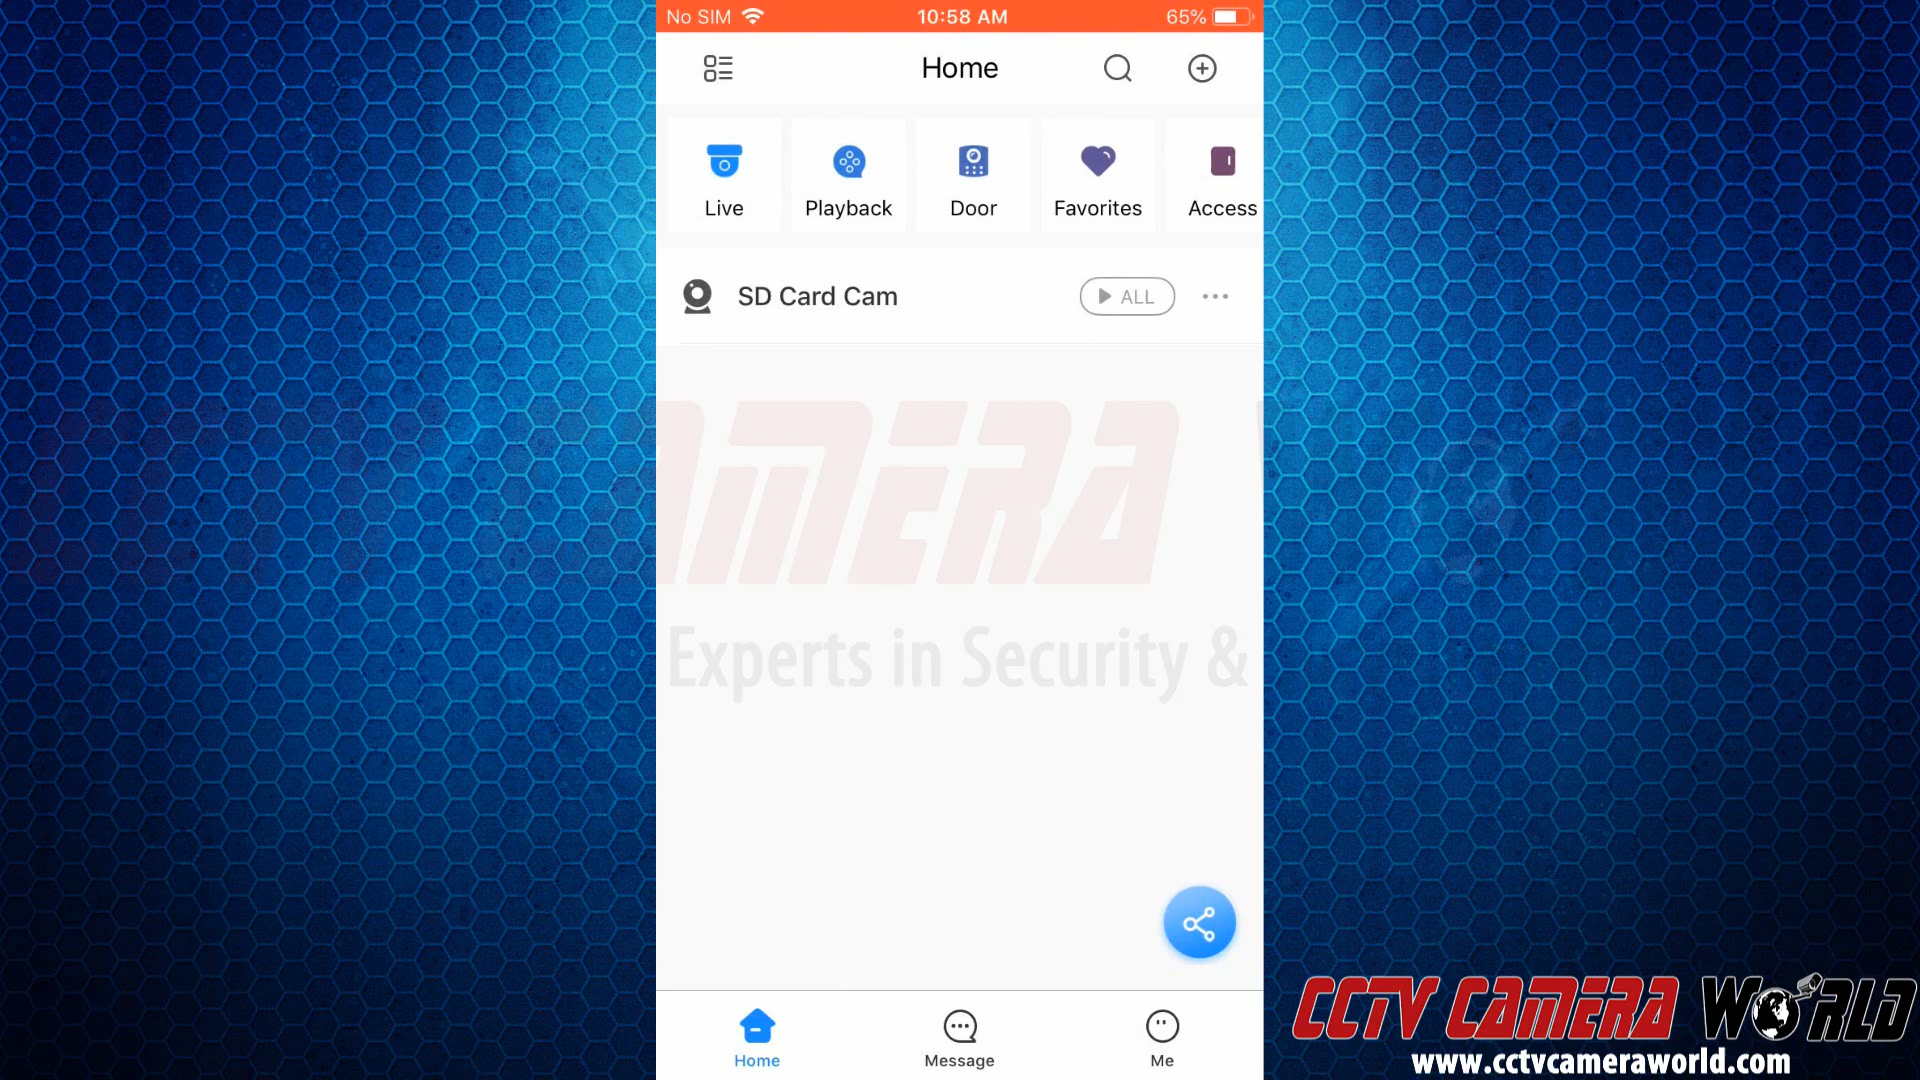 No SIM 10:58 AM 65%
Home
Live Playback Door Favorites Access
SD Card Cam ALL
AMERA
Experts in Security &
Home Message Me
CCTV CAMERA WORLD
www.cctvcameraworld.com